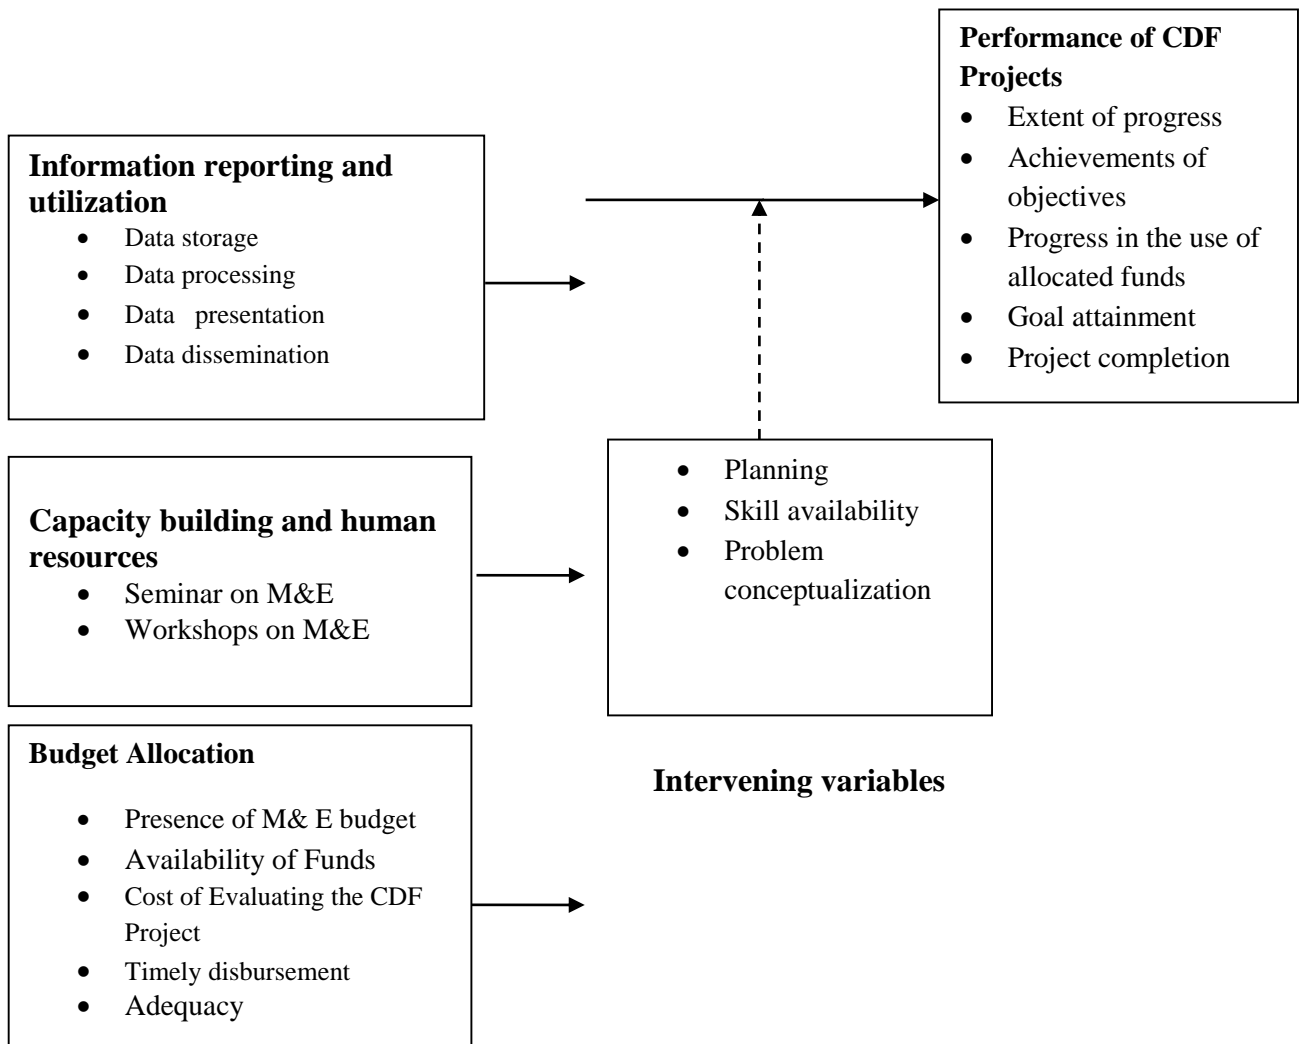 Performance of CDF
Projects
• Extent of progress
• Achievements of
objectives
• Progress in the use of
allocated funds
• Goal attainment
• Project completion
Information reporting and
utilization
• Data storage
• Data processing
• Data presentation
• Data dissemination
Capacity building and human
resources
• Seminar on M&E
• Workshops on M&E
• Planning
• Skill availability
• Problem
conceptualization
Intervening variables
Budget Allocation
• Presence of M& E budget
• Availability of Funds
• Cost of Evaluating the CDF
Project
• Timely disbursement
• Adequacy